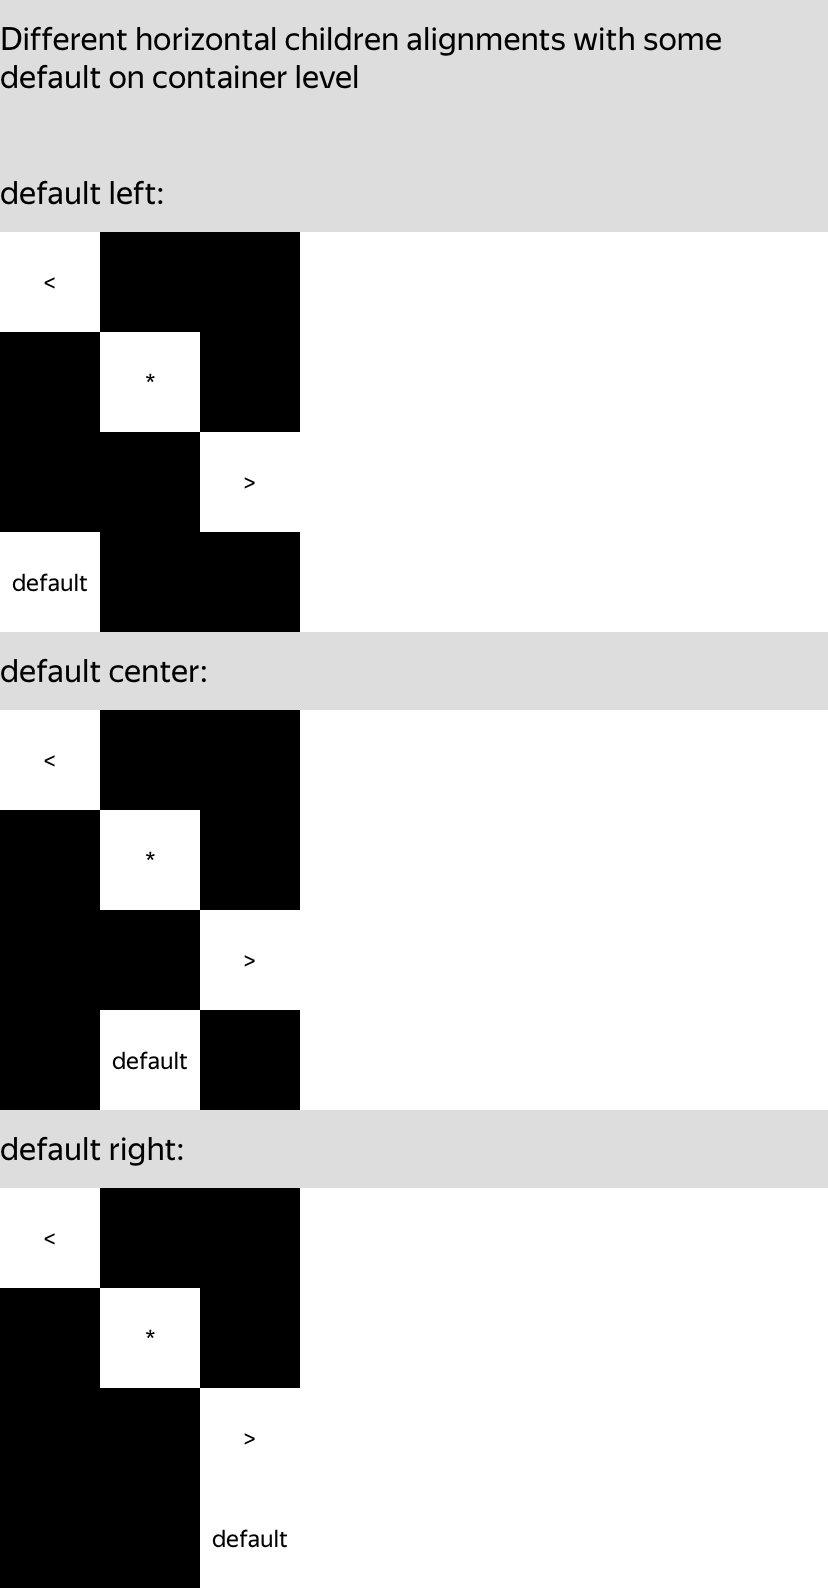 Different horizontal children alignments with some
default on container level
default left:
<
*
>
default
default center:
<
*
>
default
default right:
<
*
>
default